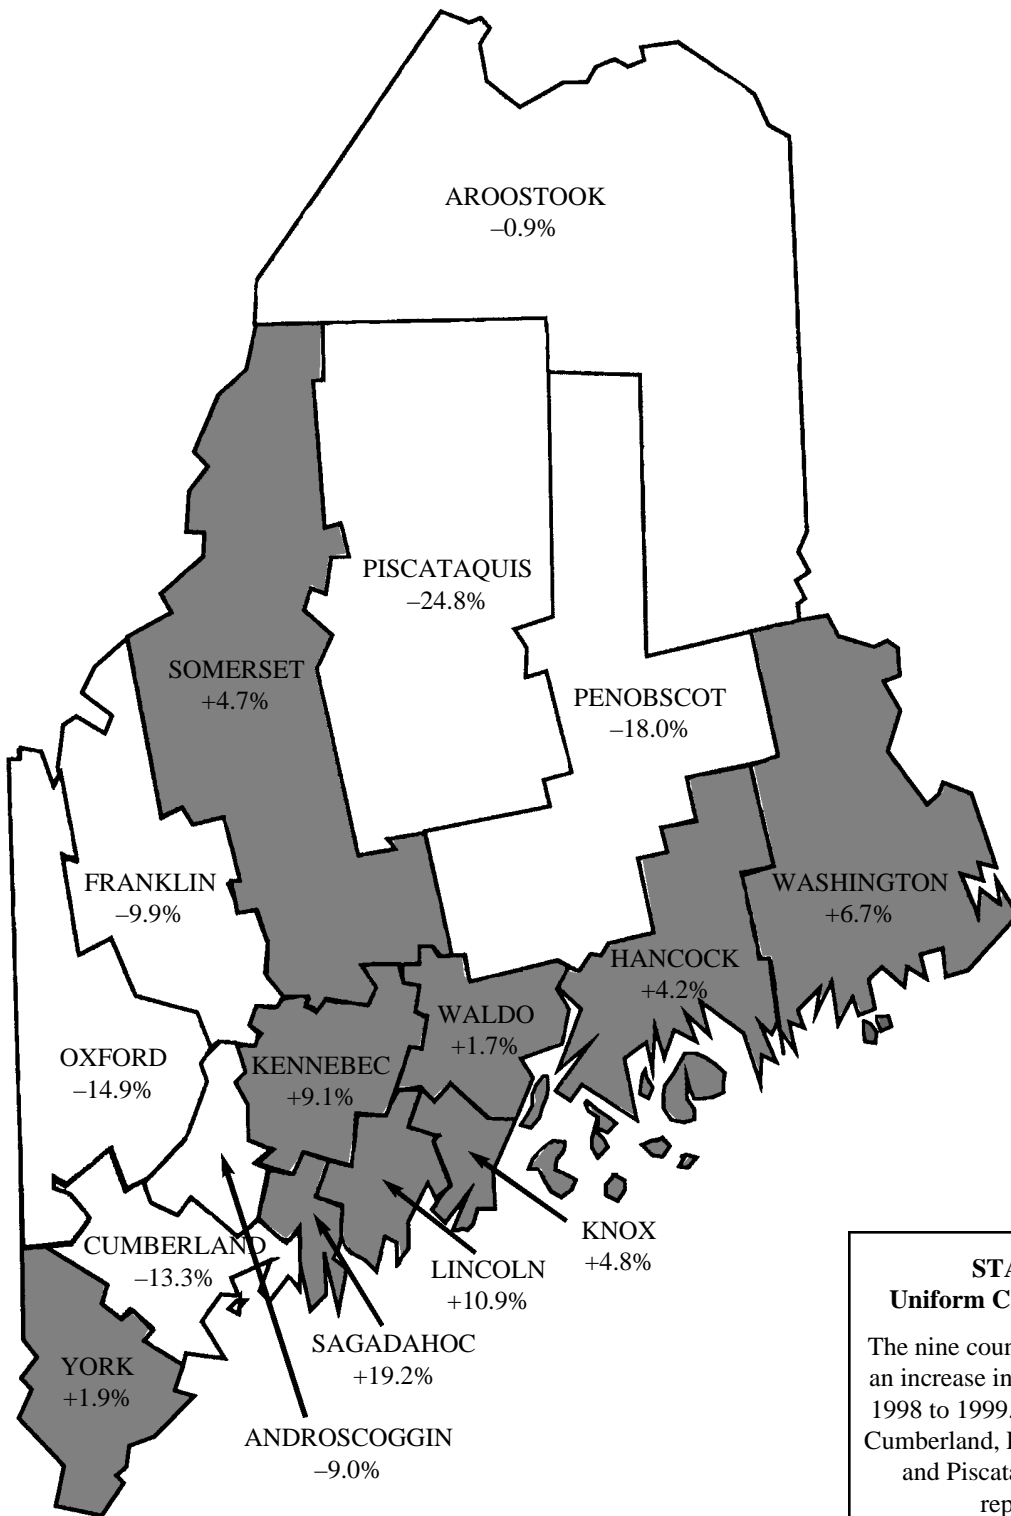 AROOSTOOK
–0.9%
PISCATAQUIS
–24.8%
SOMERSET
+4.7%
PENOBSCOT
–18.0%
FRANKLIN
–9.9%
WASHINGTON
+6.7%
HANCOCK
+4.2%
WALDO
+1.7%
OXFORD
–14.9%
KENNEBEC
+9.1%
KNOX
+4.8%
CUMBERLAND
–13.3%
LINCOLN
+10.9%
SAGADAHOC
+19.2%
YORK
+1.9%
ANDROSCOGGIN
–9.0%
Uniform
The nine
an increase in
1998 to 1999.
Cumberland,
and